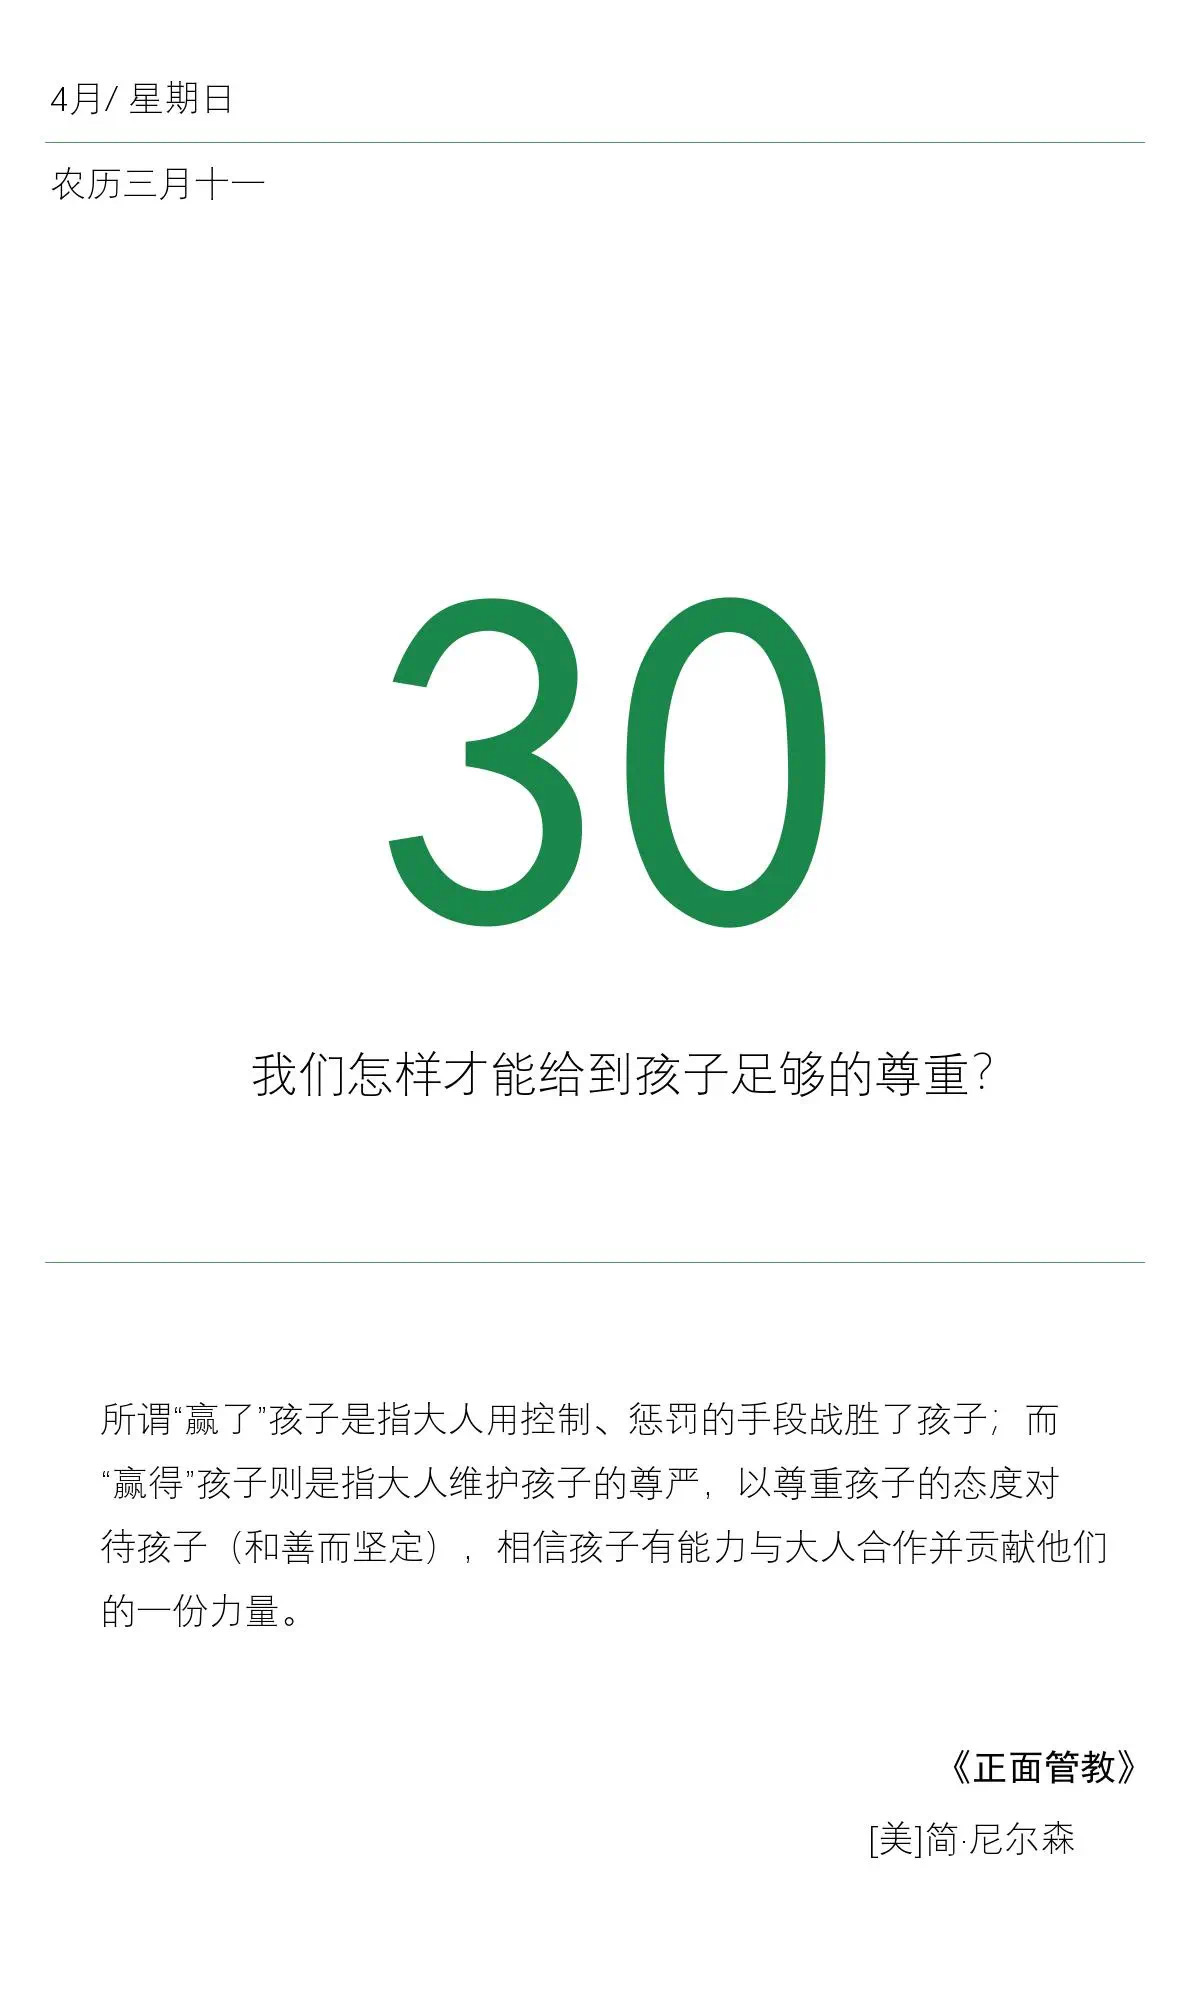 4月/ 星期日
农历三月十一
30
我们怎样才能给到孩子足够的尊重？
所谓“赢了”孩子是指大人用控制、惩罚的手段战胜了孩子；而
“赢得”孩子则是指大人维护孩子的尊严，以尊重孩子的态度对
待孩子（和善而坚定），相信孩子有能力与大人合作并贡献他们
的一份力量。
《正面管教》
[美]简·尼尔森